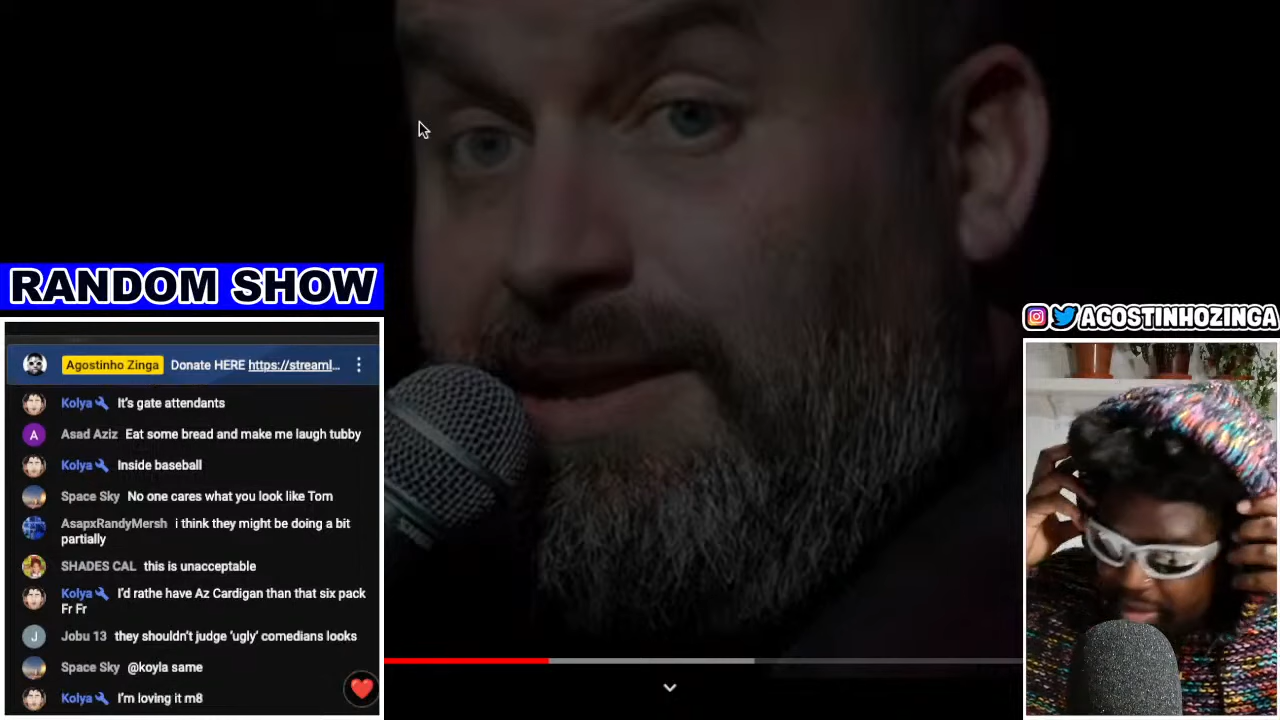 RANDOM SHOW
@AGOSTINHOZINGA
Agostinho Zinga Donate HERE https://streaml...
Kolya It's gate attendants
A Asad Aziz Eat some bread and make me laugh tubby
Kolya Inside baseball
Space Sky No one cares what you look like Tom
AsapxRandyMersh i think they might be doing a bit
partially
SHADES CAL this is unacceptable
Kolya I'd rathe have Az Cardigan than that six pack
Fr Fr
J Jobu 13 they shouldn't judge 'ugly' comedians looks
Space Sky @koyla same
Kolya I'm loving it m8